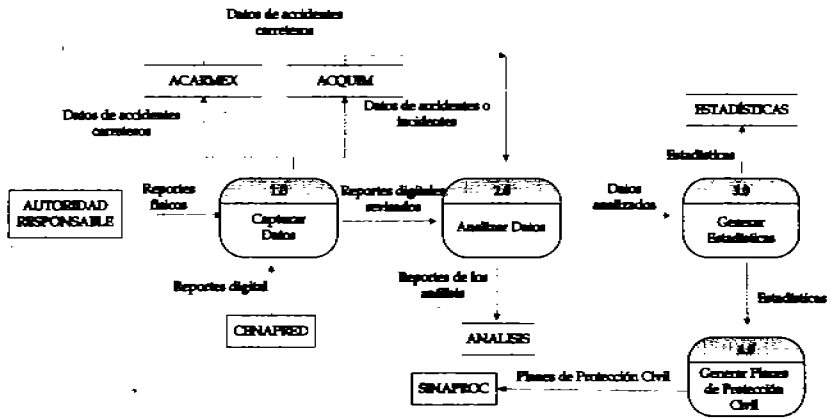 Datos de accidentes
carreteros
ACARMEX
ACQUIM
Datos de accidentes
carreteros
Datos de accidentes o
incidentes
ESTADÍSTICAS
Estadísticas
AUTORIDAD
RESPONSABLE
Reportes
físicos
1.0
Capturar
Datos
Reportes digitales
revisados
2.0
Analizar Datos
Datos
analizados
3.0
Generar
Estadísticas
Reportes digital
CENAPRED
Reportes de los
análisis
ANALISIS
Estadísticas
4.0
Generar Planes
de Protección
Civil
Planes de Protección Civil
SINAPROC